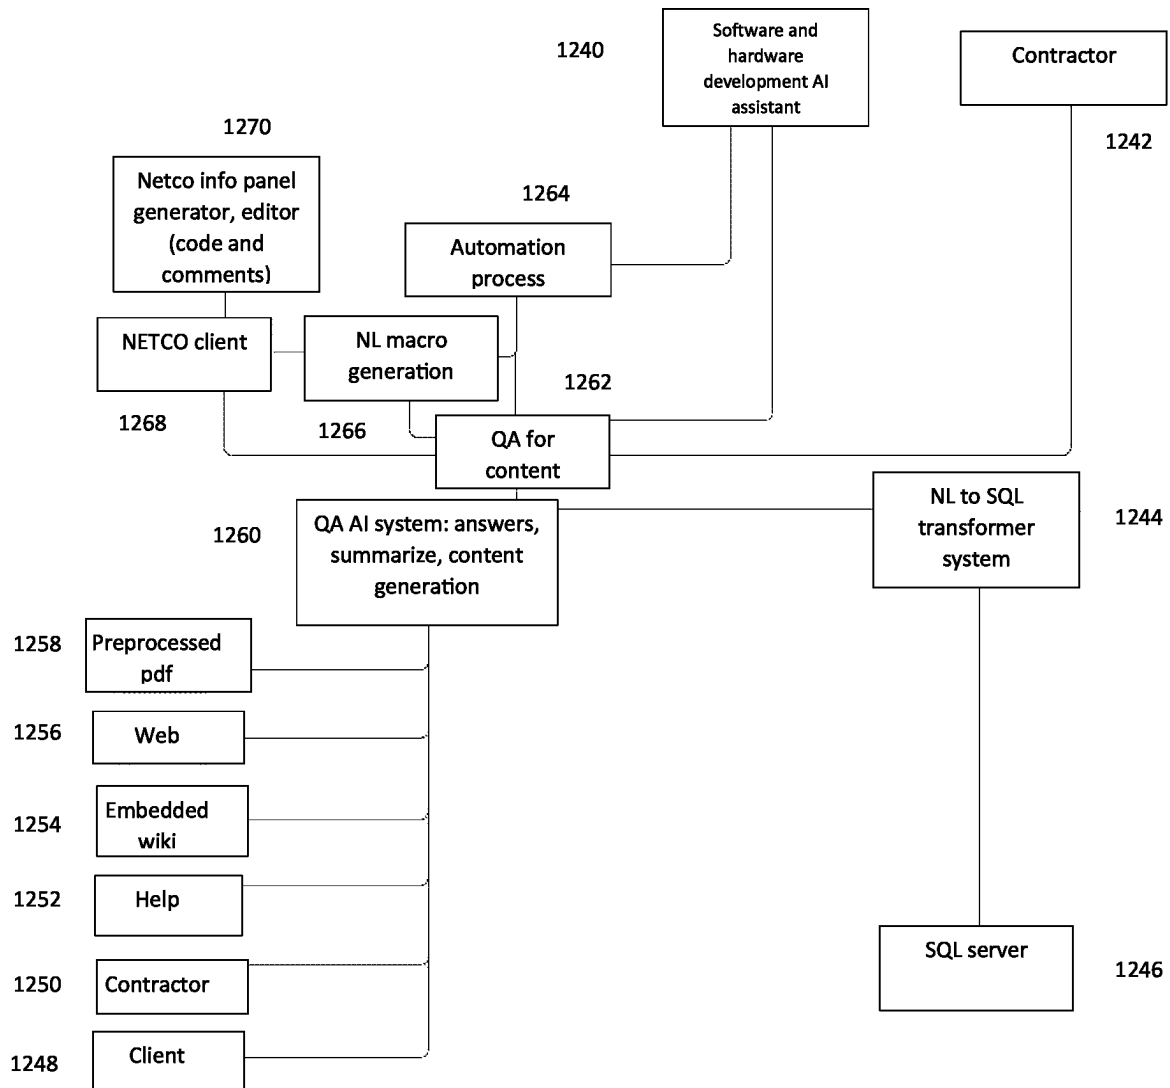 1240
Software and
hardware
development AI
assistant
Contractor
1242
1270
Netco info panel
generator, editor
(code and
comments)
1264
Automation
process
NETCO client
NL macro
generation
1262
1268
1266
QA for
content
1260
QA AI system: answers,
summarize, content
generation
NL to SQL
transformer
system
1244
1258
Preprocessed
pdf
1256
Web
1254
Embedded
wiki
1252
Help
SQL server
1246
1250
Contractor
1248
Client